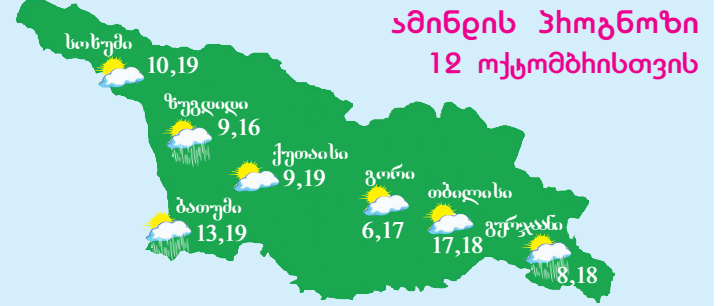 ამინდის პროგნოზი
12 ოქტომბრისთვის
სოხუმი
10,19
ზუგდიდი
9,16
ქუთაისი
9,19
გორი
6,17
თბილისი
17,18
ბათუმი
13,19
გურჯაანი
8,18